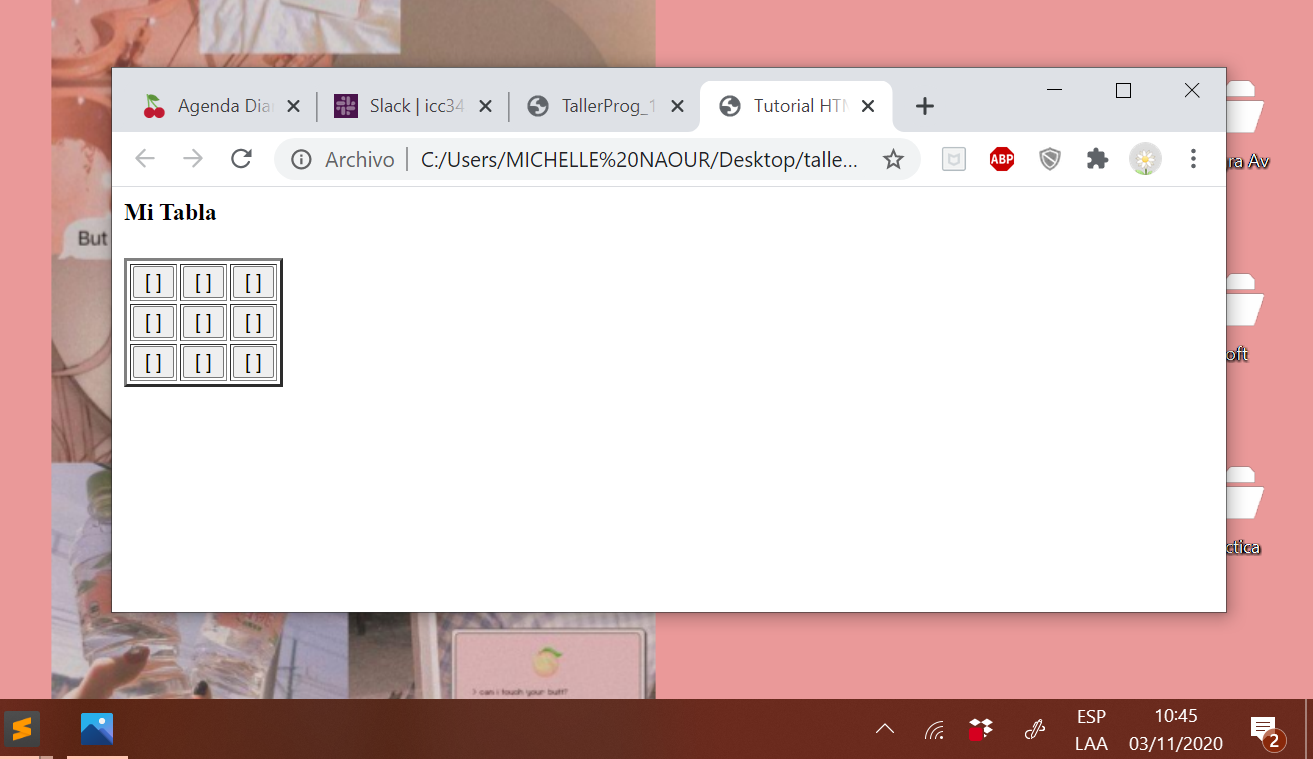 Agenda Dia
Slack | icc34
TallerProg_1
Tutorial HTM
Archivo | C:/Users/MICHELLE%20NAOUR/Desktop/talle...
ABP
Mi Tabla
[ ] [ ] [ ]
[ ] [ ] [ ]
[ ] [ ] [ ]
But
ra Av
oft
ctica
> can i touch your butt?
ESP
LAA
10:45
03/11/2020
2